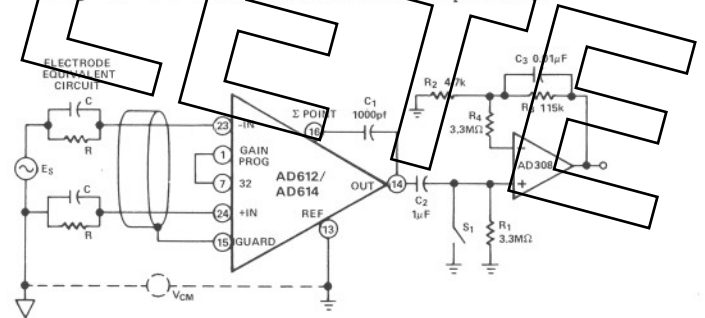 ELECTRODE
EQUIVALENT
CIRCUIT
C
R
E_S
C
R
23 -IN
1 GAIN
PROG
7 32
24 +IN
15 GUARD
Σ POINT
16
C1
1000pf
AD612/
AD614
OUT 14
REF
13
V_CM
C2
1µF
S1
R1
3.3MΩ
R2 4.7k
R4
3.3MΩ
C3 0.01µF
115k
-
AD308
+